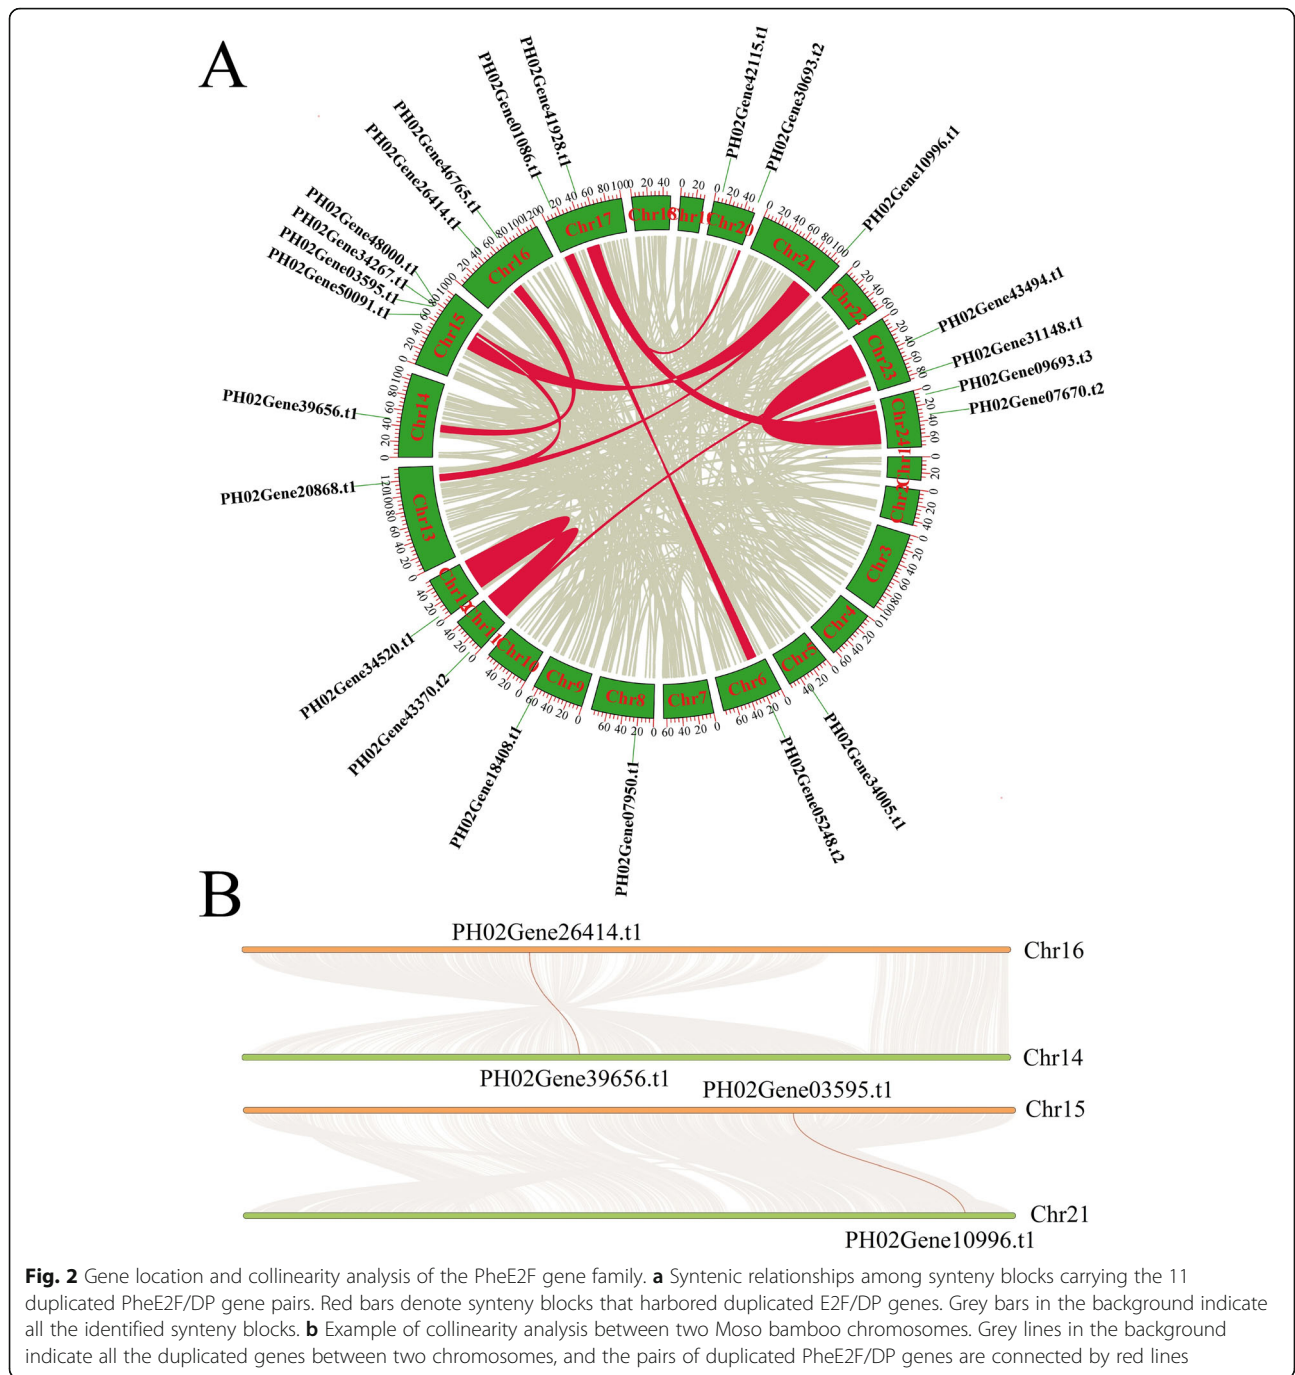 A
PH02Gene41928.t1
PH02Gene01086.t1
PH02Gene46765.t1
PH02Gene26414.t1
PH02Gene48000.t1
PH02Gene34267.t1
PH02Gene03595.t1
PH02Gene50091.t1
PH02Gene39656.t1
PH02Gene20868.t1
PH02Gene34520.t1
PH02Gene43370.t2
PH02Gene18408.t1
PH02Gene07950.t1
PH02Gene05248.t2
PH02Gene34005.t1
PH02Gene07670.t2
PH02Gene09693.t3
PH02Gene31148.t1
PH02Gene43494.t1
PH02Gene10996.t1
PH02Gene30693.t2
PH02Gene42115.t1
Chr17
Chr18
Chr20
Chr21
Chr22
Chr23
Chr24
Chr1
Chr2
Chr3
Chr4
Chr5
Chr6
Chr7
Chr8
Chr9
Chr10
Chr11
Chr12
Chr13
Chr14
Chr15
Chr16
B
PH02Gene26414.t1
Chr16
Chr14
PH02Gene39656.t1
PH02Gene03595.t1
Chr15
Chr21
PH02Gene10996.t1
Fig. 2 Gene location and collinearity analysis of the PheE2F gene family. a Syntenic relationships among synteny blocks carrying the 11
duplicated PheE2F/DP gene pairs. Red bars denote synteny blocks that harbored duplicated E2F/DP genes. Grey bars in the background indicate
all the identified synteny blocks. b Example of collinearity analysis between two Moso bamboo chromosomes. Grey lines in the background
indicate all the duplicated genes between two chromosomes, and the pairs of duplicated PheE2F/DP genes are connected by red lines